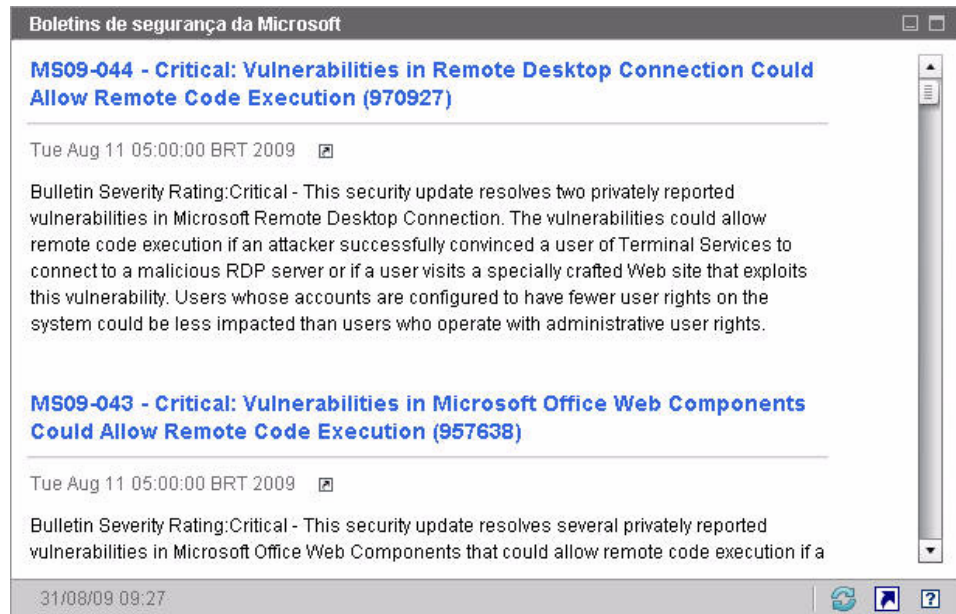 Boletins de segurança da Microsoft
MS09-044 - Critical: Vulnerabilities in Remote Desktop Connection Could
Allow Remote Code Execution (970927)
Tue Aug 11 05:00:00 BRT 2009
Bulletin Severity Rating:Critical - This security update resolves two privately reported
vulnerabilities in Microsoft Remote Desktop Connection. The vulnerabilities could allow
remote code execution if an attacker successfully convinced a user of Terminal Services to
connect to a malicious RDP server or if a user visits a specially crafted Web site that exploits
this vulnerability. Users whose accounts are configured to have fewer user rights on the
system could be less impacted than users who operate with administrative user rights.
MS09-043 - Critical: Vulnerabilities in Microsoft Office Web Components
Could Allow Remote Code Execution (957638)
Tue Aug 11 05:00:00 BRT 2009
Bulletin Severity Rating:Critical - This security update resolves several privately reported
vulnerabilities in Microsoft Office Web Components that could allow remote code execution if a
31/08/09 09:27
?